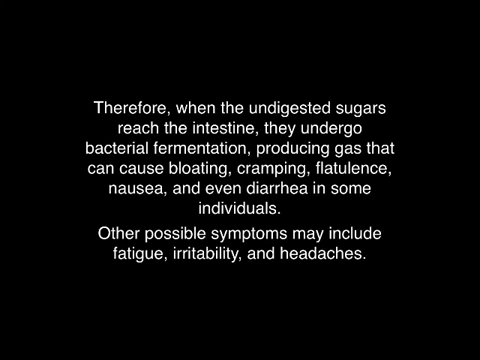 Therefore, when the undigested sugars
reach the intestine, they undergo
bacterial fermentation, producing gas that
can cause bloating, cramping, flatulence,
nausea, and even diarrhea in some
individuals.
Other possible symptoms may include
fatigue, irritability, and headaches.